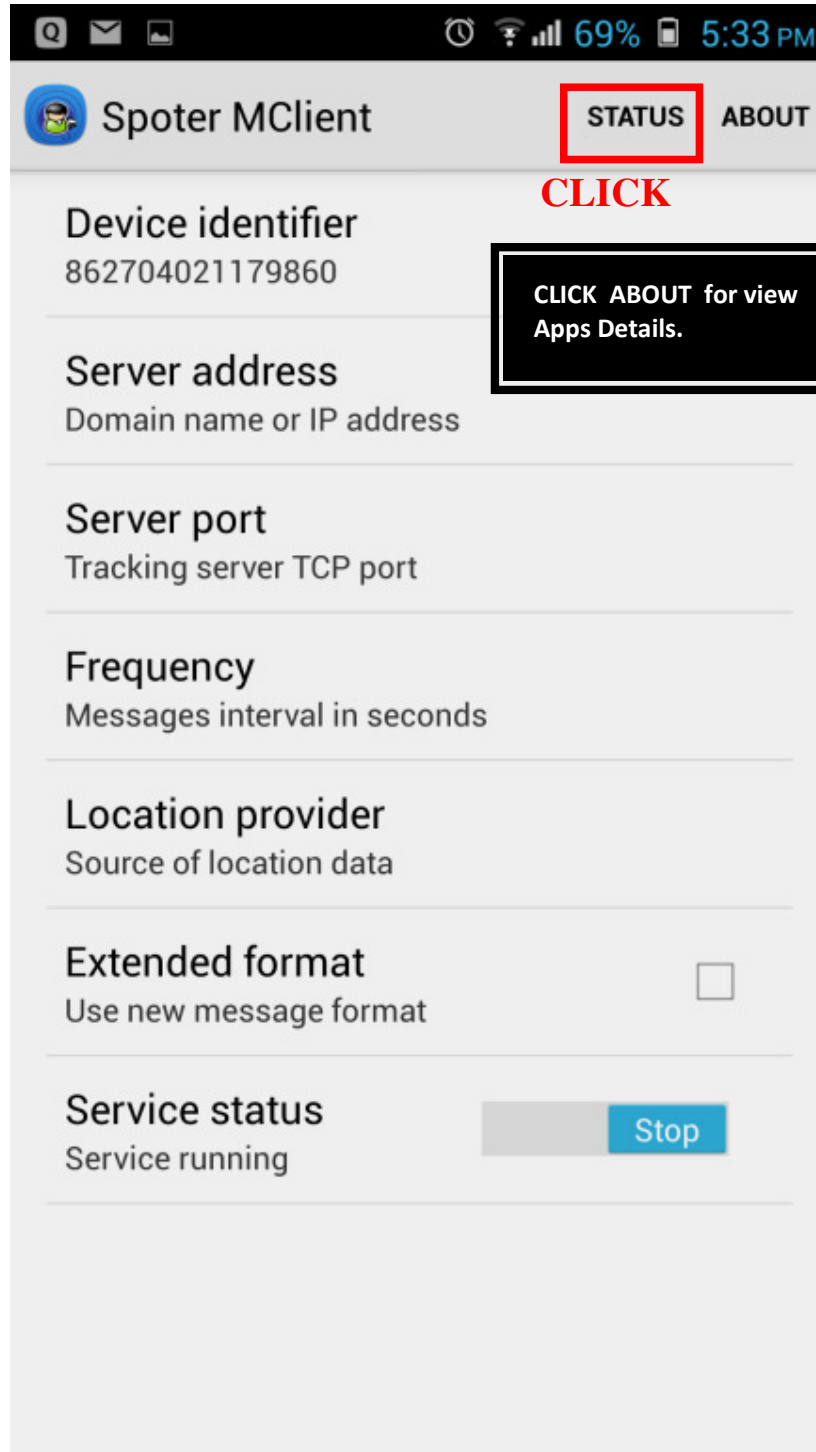 Q 69% 5:33 PM
Spoter MClient STATUS ABOUT
CLICK
Device identifier
862704021179860
CLICK ABOUT for view
Apps Details.
Server address
Domain name or IP address
Server port
Tracking server TCP port
Frequency
Messages interval in seconds
Location provider
Source of location data
Extended format
Use new message format
Service status
Service running
Stop